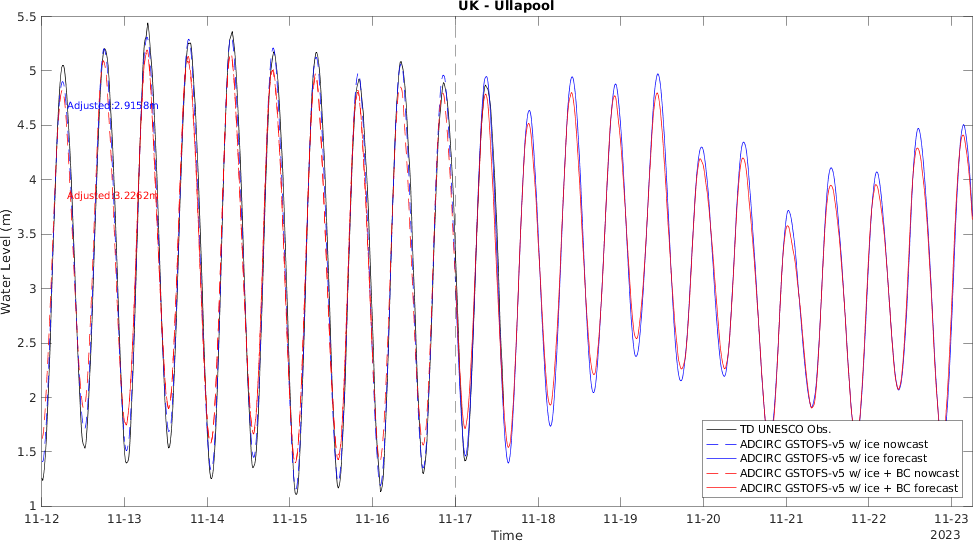 UK - Ullapool
5.5
5
4.5
4
3.5
3
2.5
2
1.5
1
Water Level (m)
Adjusted:2.9158m
Adjusted:3.2262m
TD UNESCO Obs.
ADCIRC GSTOFS-v5 w/ ice nowcast
ADCIRC GSTOFS-v5 w/ ice forecast
ADCIRC GSTOFS-v5 w/ ice + BC nowcast
ADCIRC GSTOFS-v5 w/ ice + BC forecast
11-12 11-13 11-14 11-15 11-16 11-17 11-18 11-19 11-20 11-21 11-22 11-23
Time
2023